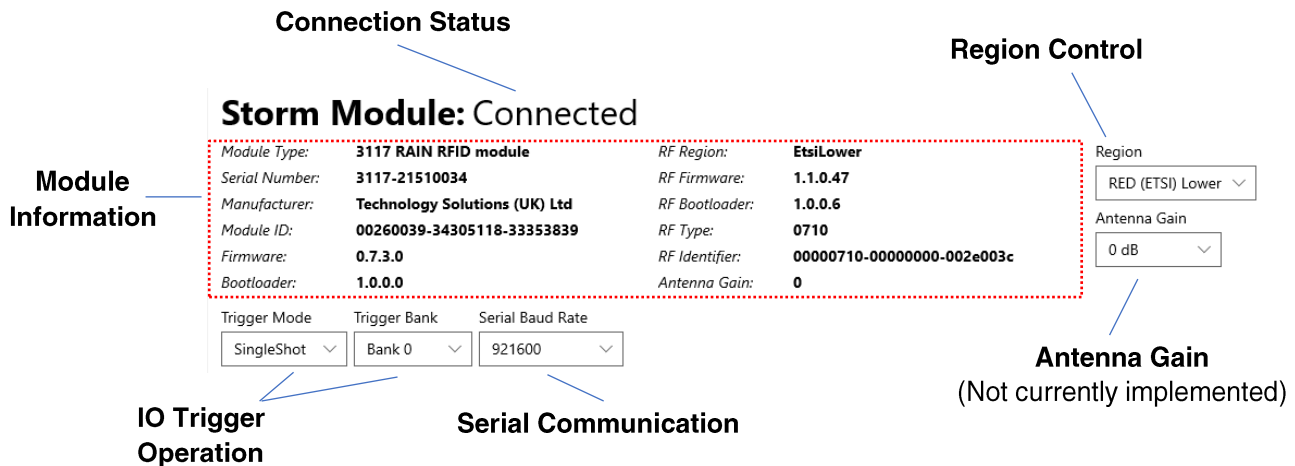 Connection Status
Region Control
Storm Module: Connected
Module Information
Module Type: 3117 RAIN RFID module RF Region: EtsiLower
Serial Number: 3117-21510034 RF Firmware: 1.1.0.47
Manufacturer: Technology Solutions (UK) Ltd RF Bootloader: 1.0.0.6
Module ID: 00260039-34305118-33353839 RF Type: 0710
Firmware: 0.7.3.0 RF Identifier: 00000710-00000000-002e003c
Bootloader: 1.0.0.0 Antenna Gain: 0
Region
RED (ETSI) Lower
Antenna Gain
0 dB
Trigger Mode Trigger Bank Serial Baud Rate
SingleShot Bank 0 921600
Antenna Gain
(Not currently implemented)
IO Trigger
Operation
Serial Communication